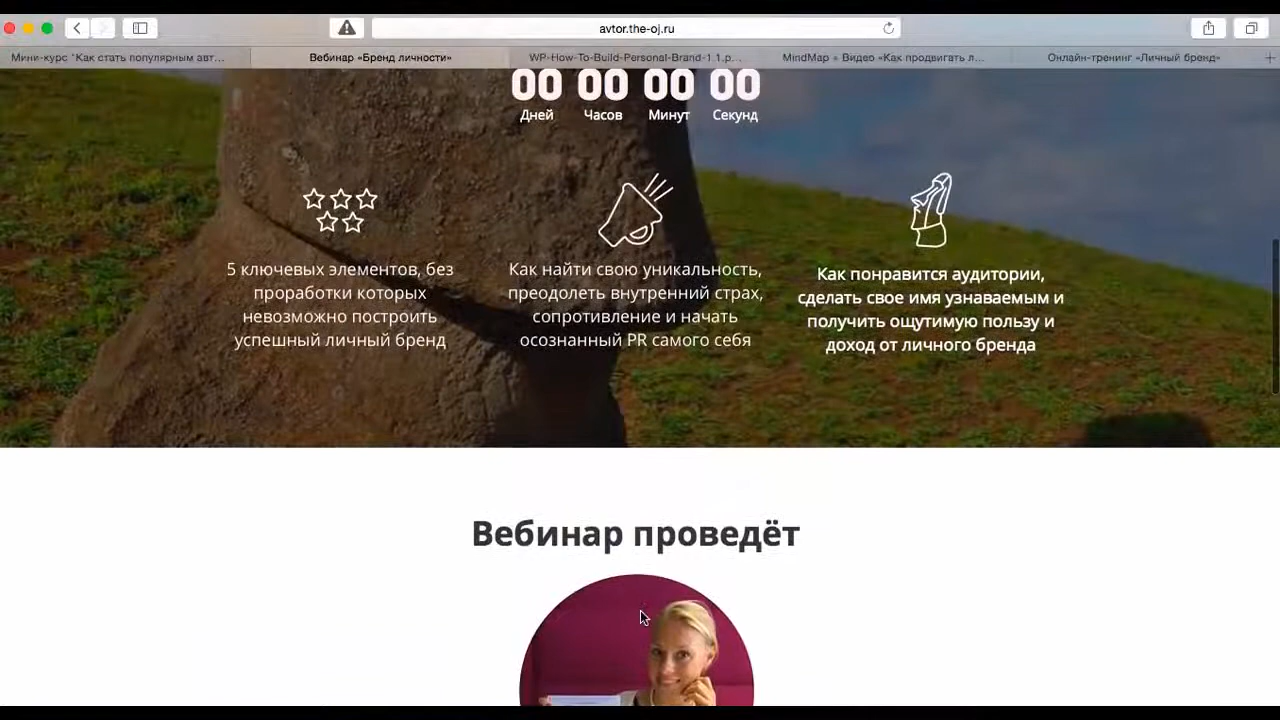 avtor.the-oj.ru
Мини-курс "Как стать популярным авт...
Вебинар «Бренд личности»
WP-How-To-Build-Personal-Brand-1.1.p...
MindMap + Видео «Как продвигать л...
Онлайн-тренинг «Личный бренд»
00 00 00 00
Дней Часов Минут Секунд
5 ключевых элементов, без
проработки которых
невозможно построить
успешный личный бренд
Как найти свою уникальность,
преодолеть внутренний страх,
сопротивление и начать
осознанный PR самого себя
Как понравится аудитории,
сделать свое имя узнаваемым и
получить ощутимую пользу и
доход от личного бренда
Вебинар проведёт